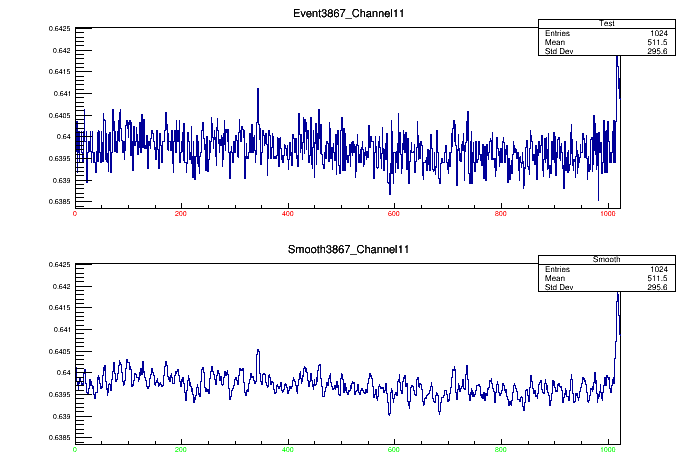 Event3867_Channel11
Test
Entries 1024
Mean 511.5
Std Dev 295.6
0.6425
0.642
0.6415
0.641
0.6405
0.64
0.6395
0.639
0.6385
0 200 400 600 800 1000
Smooth3867_Channel11
Smooth
Entries 1024
Mean 511.5
Std Dev 295.6
0.6425
0.642
0.6415
0.641
0.6405
0.64
0.6395
0.639
0.6385
0 200 400 600 800 1000